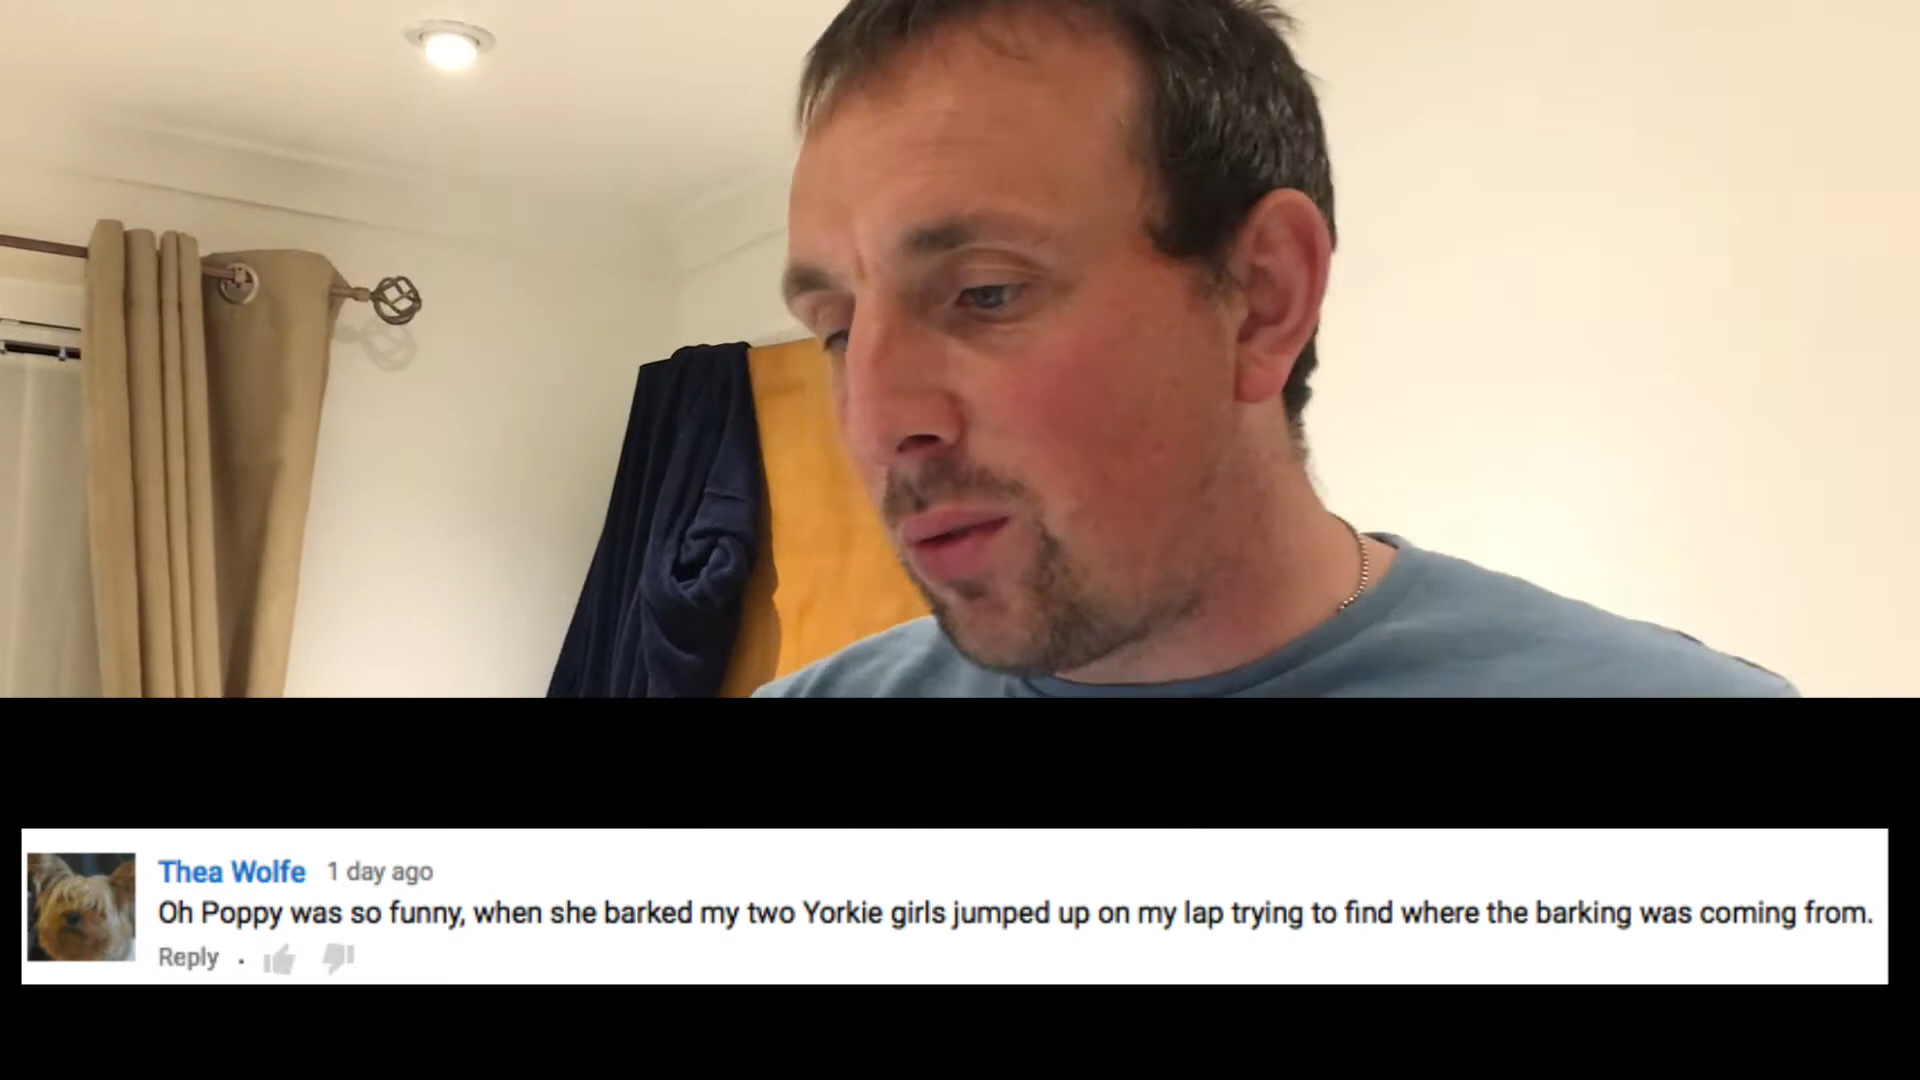 Thea Wolfe 1 day ago
Oh Poppy was so funny, when she barked my two Yorkie girls jumped up on my lap trying to find where the barking was coming from.
Reply .